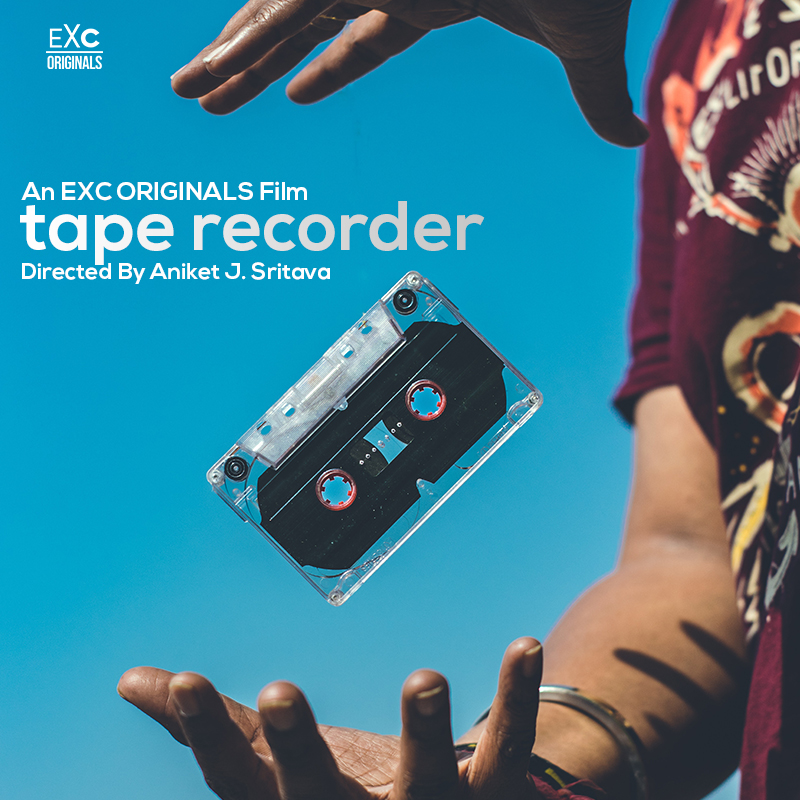 EXC
ORIGINALS
An EXC ORIGINALS Film
tape recorder
Directed By Aniket J. Sritava